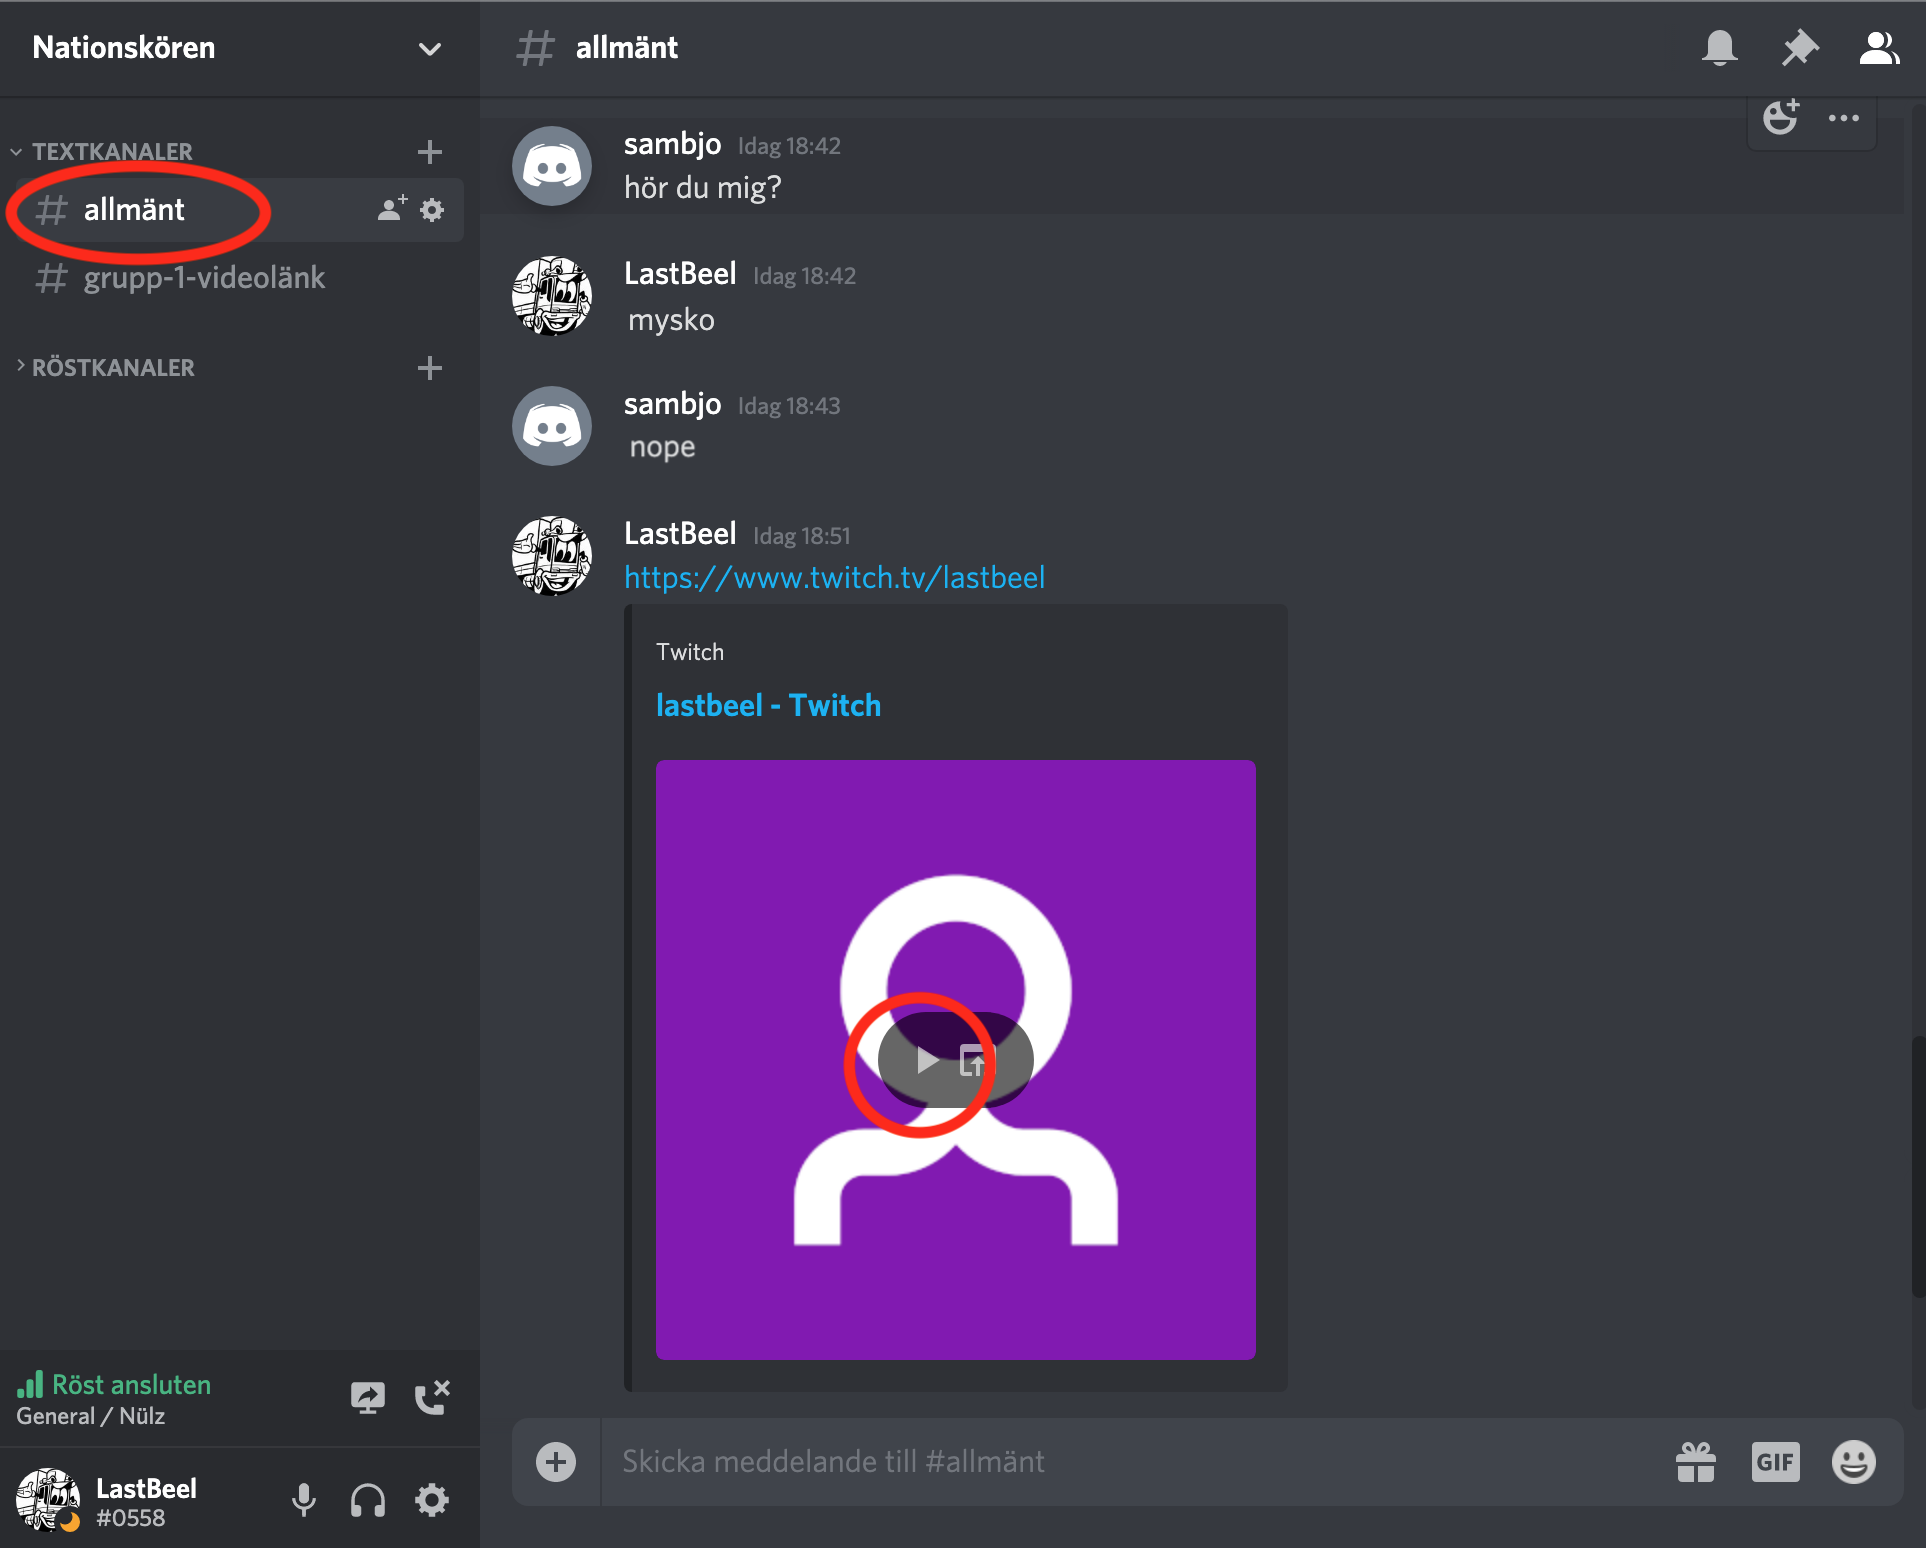 Nationskören
TEXTKANALER
# allmänt
# grupp-1-videolänk
RÖSTKANALER
Röst ansluten
General / Nülz
LastBeel
#0558
# allmänt
sambjo Idag 18:42
hör du mig?
LastBeel Idag 18:42
mysko
sambjo Idag 18:43
nope
LastBeel Idag 18:51
https://www.twitch.tv/lastbeel
Twitch
lastbeel - Twitch
Skicka meddelande till #allmänt
GIF